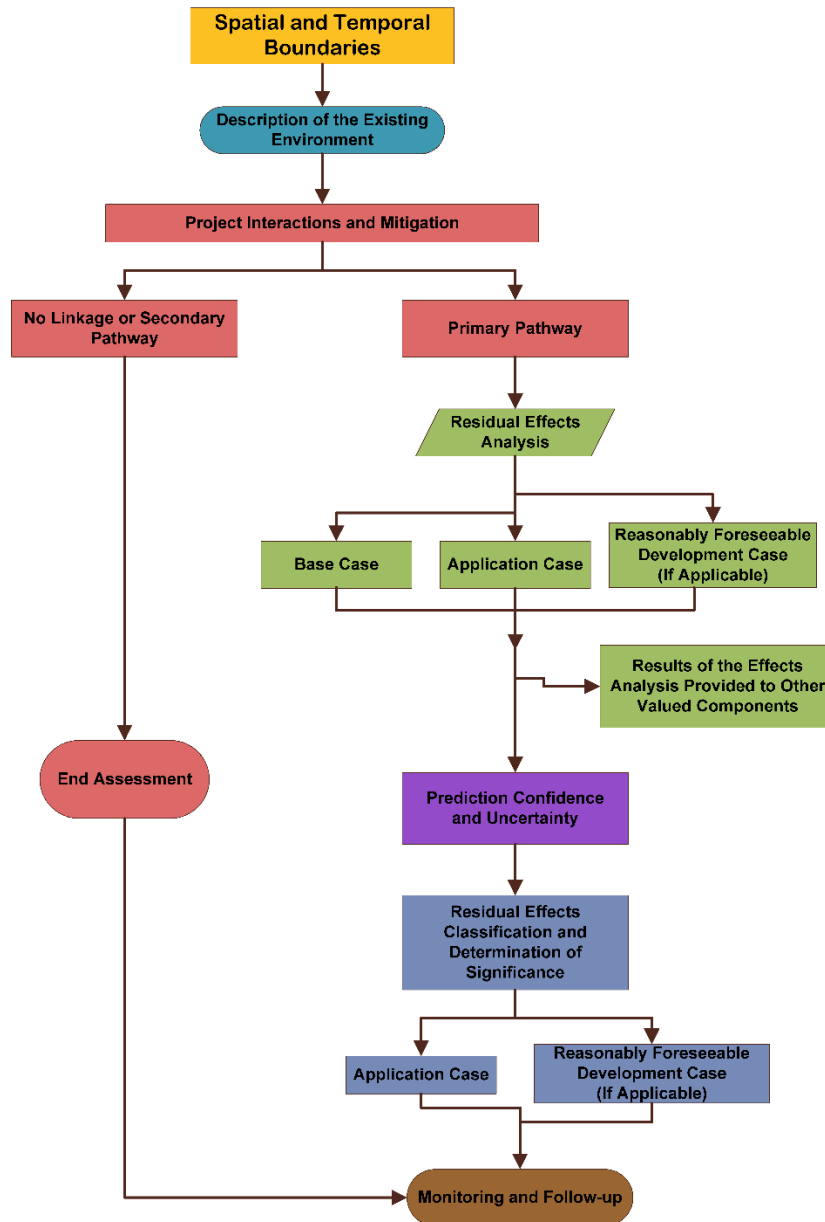 Spatial and Temporal
Boundaries
Description of the Existing
Environment
Project Interactions and Mitigation
No Linkage or Secondary
Pathway
Primary Pathway
Residual Effects
Analysis
Base Case
Application Case
Reasonably Foreseeable
Development Case
(If Applicable)
Results of the Effects
Analysis Provided to Other
Valued Components
End Assessment
Prediction Confidence
and Uncertainty
Residual Effects
Classification and
Determination of
Significance
Application Case
Reasonably Foreseeable
Development Case
(If Applicable)
Monitoring and Follow-up